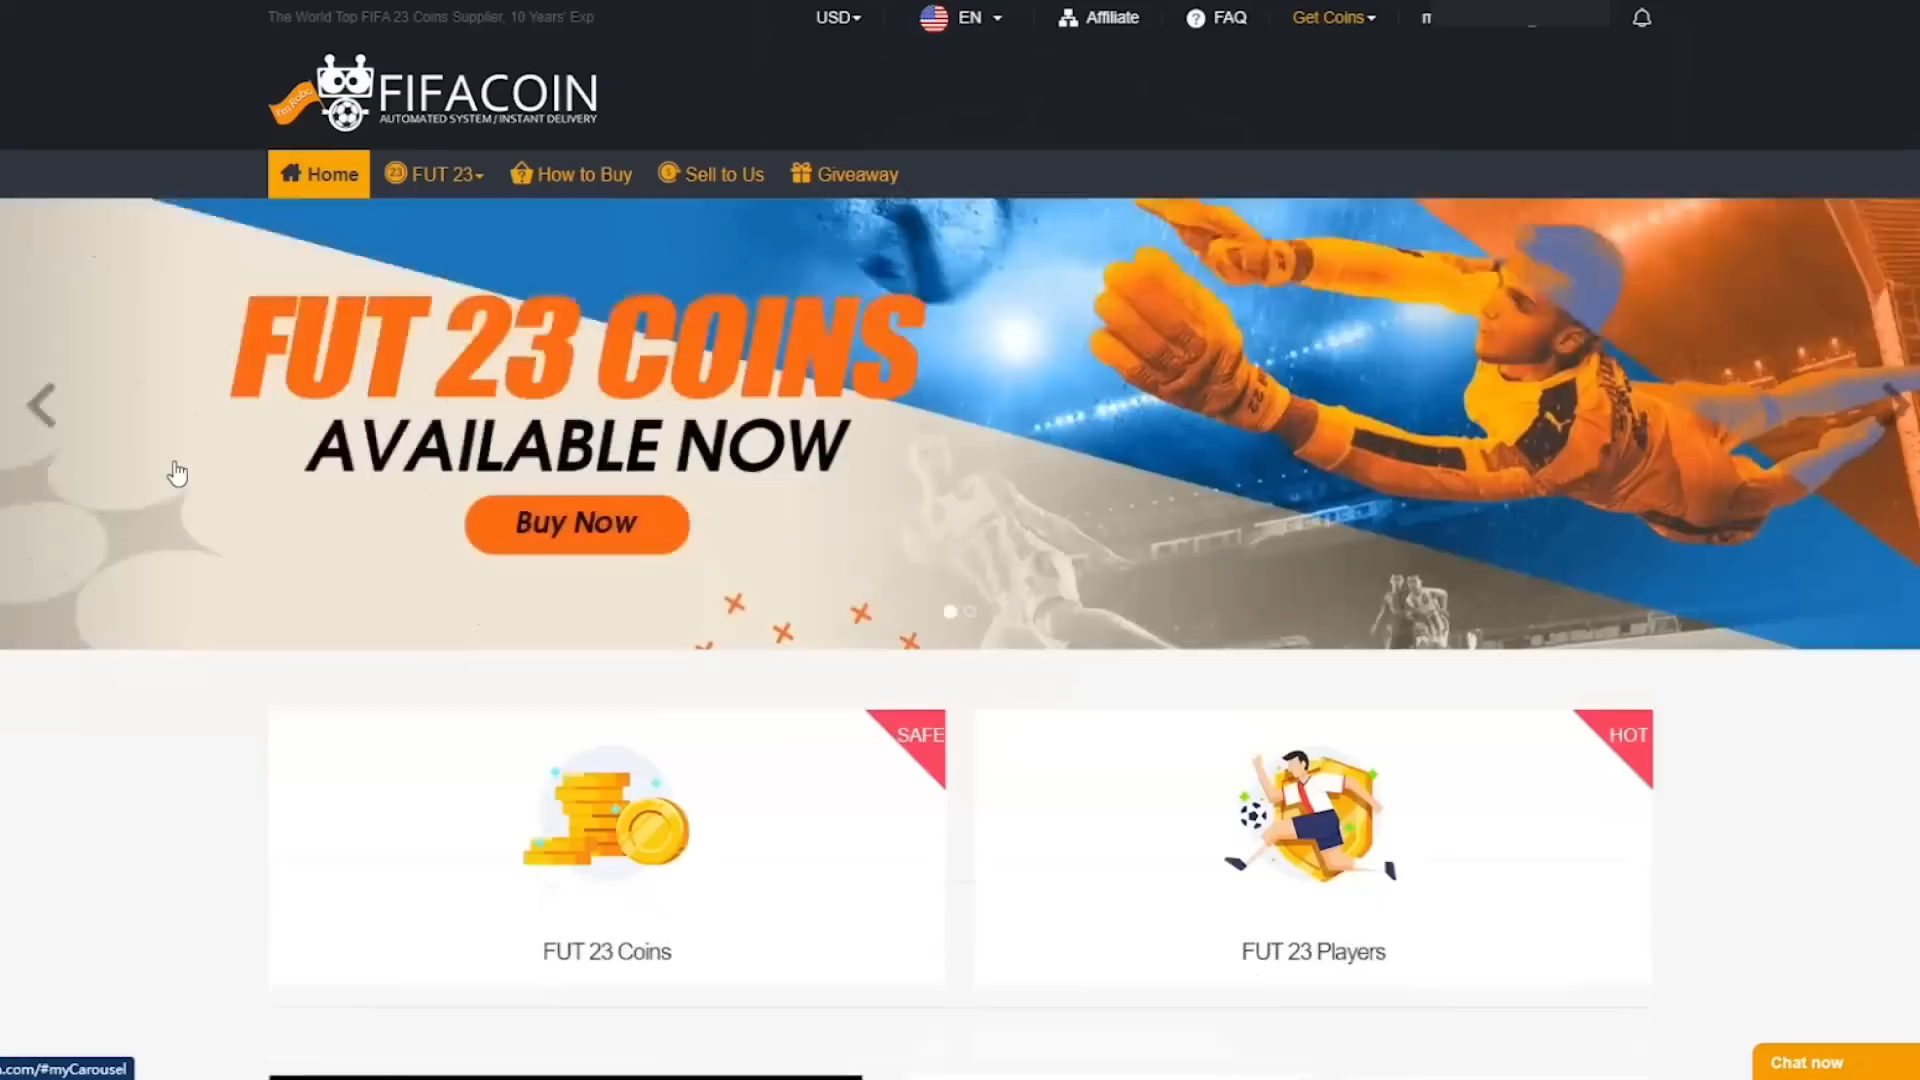 The World Top FIFA 23 Coins Supplier, 10 Years' Exp
USD
EN
Affiliate
? FAQ
Get Coins
I'm Robo
FIFACOIN
AUTOMATED SYSTEM / INSTANT DELIVERY
Home
23 FUT 23
? How to Buy
Sell to Us
Giveaway
FUT 23 COINS
AVAILABLE NOW
Buy Now
SAFE
HOT
FUT 23 Coins
FUT 23 Players
.com/#myCarousel
Chat now